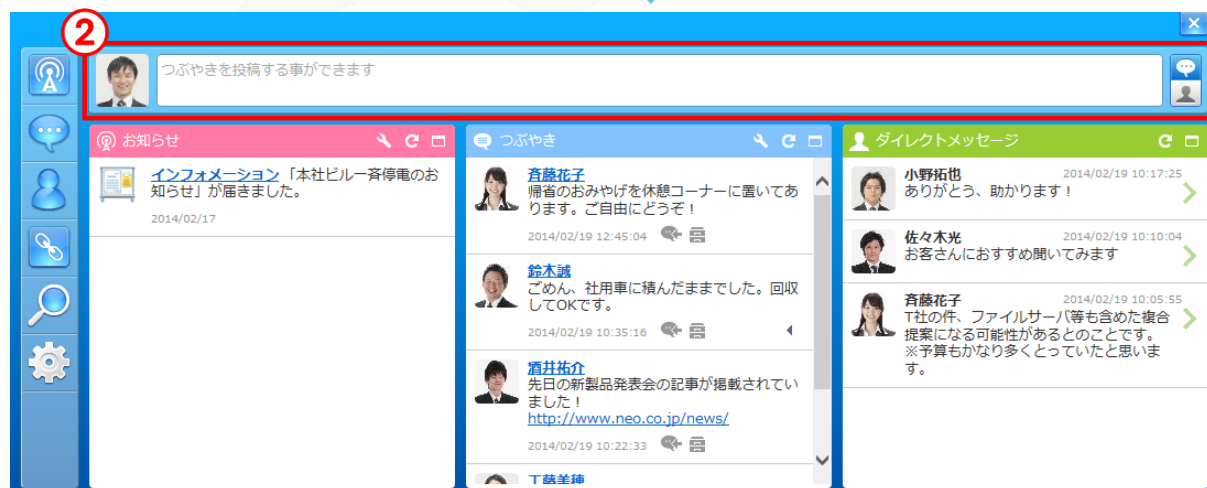 ②
つぶやきを投稿する事ができます
お知らせ
インフォメーション「本社ビル一斉停電のお
知らせ」が届きました。
2014/02/17
つぶやき
斉藤花子
帰省のおみやげを休憩コーナーに置いてあ
ります。ご自由にどうぞ！
2014/02/19 12:45:04
鈴木誠
ごめん、社用車に積んだままでした。回収
してOKです。
2014/02/19 10:35:16
酒井祐介
先日の新製品発表会の記事が掲載されてい
ました！
http://www.neo.co.jp/news/
2014/02/19 10:22:33
工藤美穂
ダイレクトメッセージ
小野拓也 2014/02/19 10:17:25
ありがとう、助かります！
佐々木光 2014/02/19 10:10:04
お客さんにおすすめ聞いてみます
斉藤花子 2014/02/19 10:05:55
T社の件、ファイルサーバ等も含めた複合
提案になる可能性があるとのことです。
※予算もかなり多くとっていたと思いま
す。